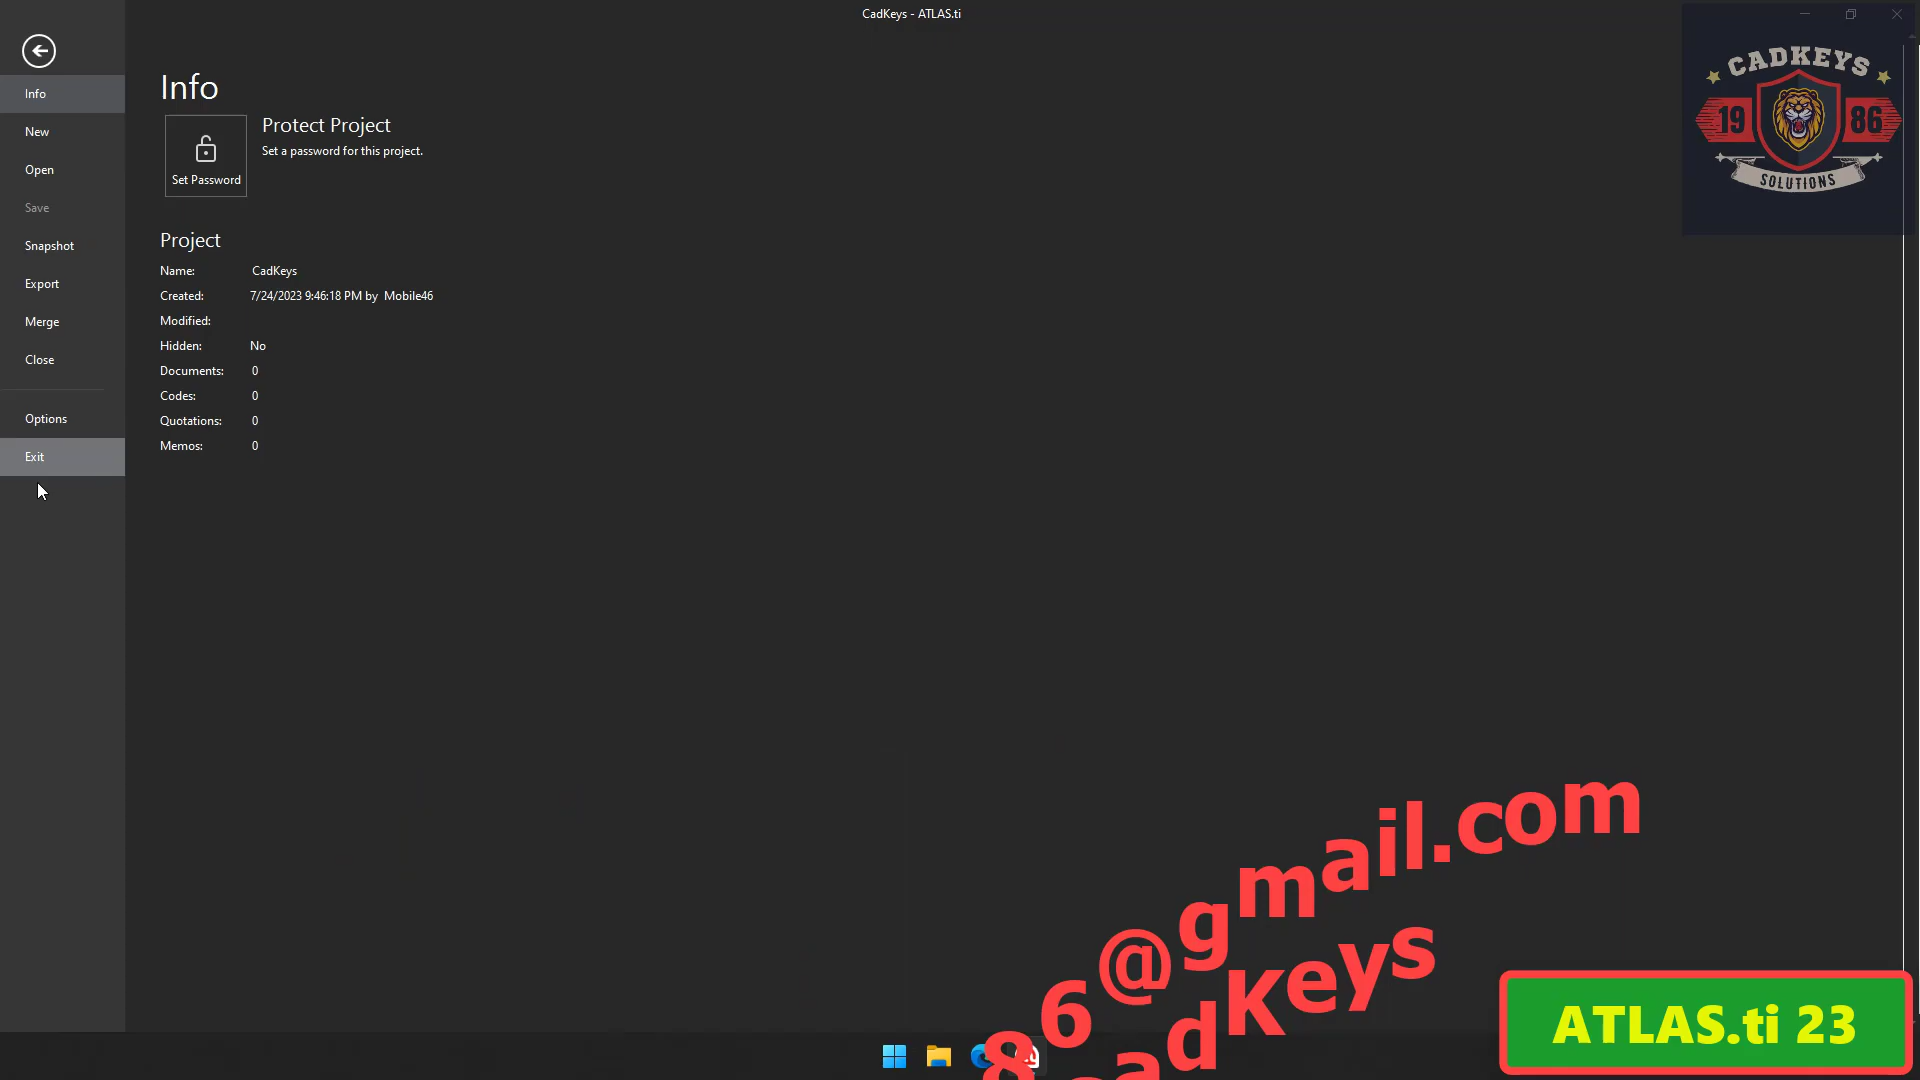 CadKeys - ATLAS.ti
CADKEYS
19 86
SOLUTIONS
Info
New
Open
Save
Snapshot
Export
Merge
Close
Options
Exit
Info
Set Password
Protect Project
Set a password for this project.
Project
Name: CadKeys
Created: 7/24/2023 9:46:18 PM by Mobile46
Modified:
Hidden: No
Documents: 0
Codes: 0
Quotations: 0
Memos: 0
86@gmail.com
adKeys
ATLAS.ti 23